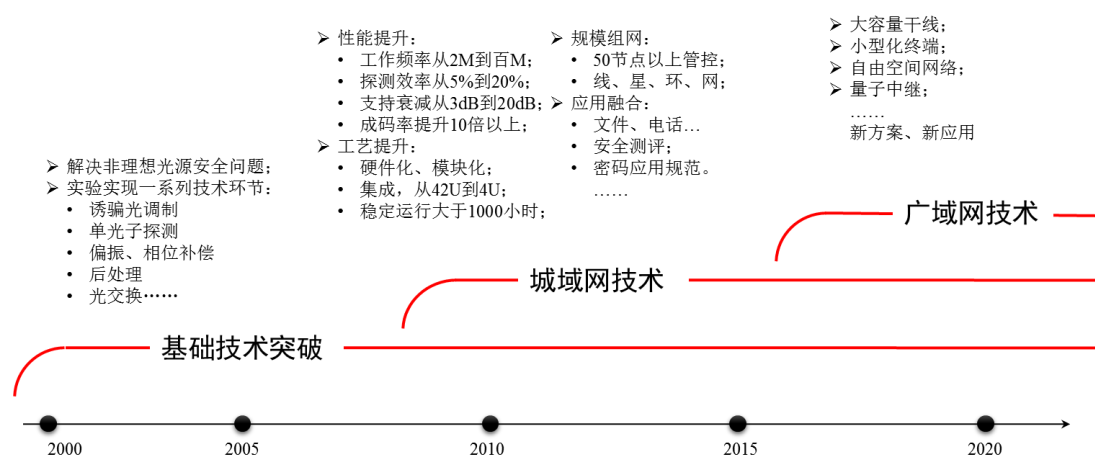 ➢ 解决非理想光源安全问题；
➢ 实验实现一系列技术环节：
• 诱骗光调制
• 单光子探测
• 偏振、相位补偿
• 后处理
• 光交换……
➢ 性能提升：
• 工作频率从2M到百M；
• 探测效率从5%到20%；
• 支持衰减从3dB到20dB；
• 成码率提升10倍以上；
➢ 工艺提升：
• 硬件化、模块化；
• 集成，从42U到4U；
• 稳定运行大于1000小时；
➢ 规模组网：
• 50节点以上管控；
• 线、星、环、网；
➢ 应用融合：
• 文件、电话…
• 安全测评；
• 密码应用规范。
……
➢ 大容量干线；
➢ 小型化终端；
➢ 自由空间网络；
➢ 量子中继；
……
新方案、新应用
广域网技术
城域网技术
基础技术突破
2000
2005
2010
2015
2020